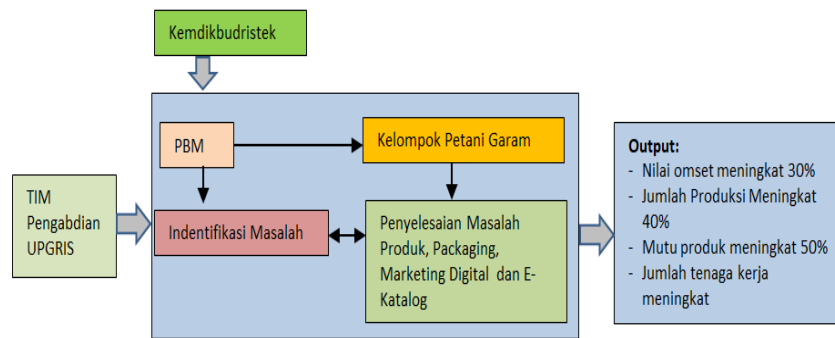 Kemdikbudristek
PBM
Kelompok Petani Garam
TIM
Pengabdian
UPGRIS
Indentifikasi Masalah
Penyelesaian Masalah
Produk, Packaging,
Marketing Digital dan E-
Katalog
Output:
- Nilai omset meningkat 30%
- Jumlah Produksi Meningkat
40%
- Mutu produk meningkat 50%
- Jumlah tenaga kerja
meningkat